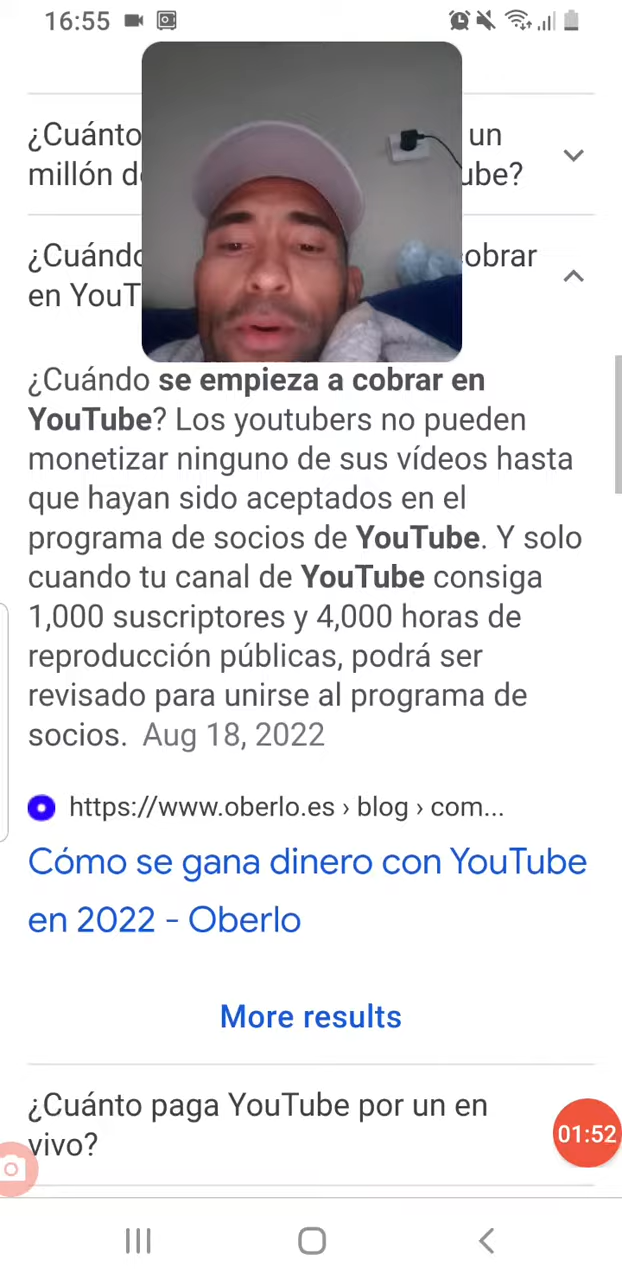 16:55
¿Cuánto un
millón d ube?
¿Cuándo obrar
en YouT
¿Cuándo se empieza a cobrar en
YouTube? Los youtubers no pueden
monetizar ninguno de sus vídeos hasta
que hayan sido aceptados en el
programa de socios de YouTube. Y solo
cuando tu canal de YouTube consiga
1,000 suscriptores y 4,000 horas de
reproducción públicas, podrá ser
revisado para unirse al programa de
socios. Aug 18, 2022
https://www.oberlo.es › blog › com...
Cómo se gana dinero con YouTube
en 2022 - Oberlo
More results
¿Cuánto paga YouTube por un en
vivo?
01:52